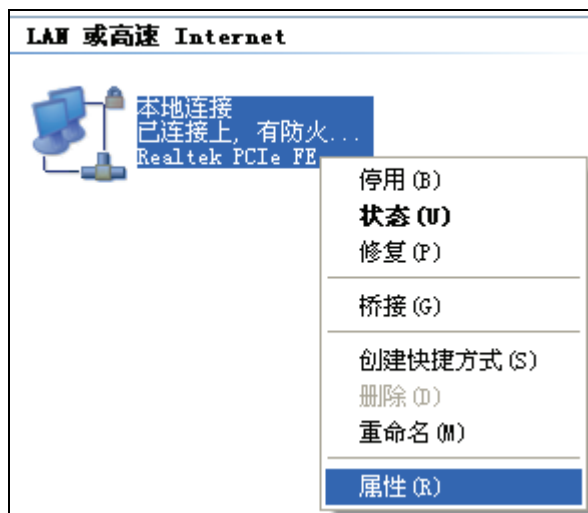 LAN 或高速 Internet
本地连接
已连接上, 有防火...
Realtek PCIe FE
停用(B)
状态(U)
修复(P)
桥接(G)
创建快捷方式(S)
删除(D)
重命名(M)
属性(R)